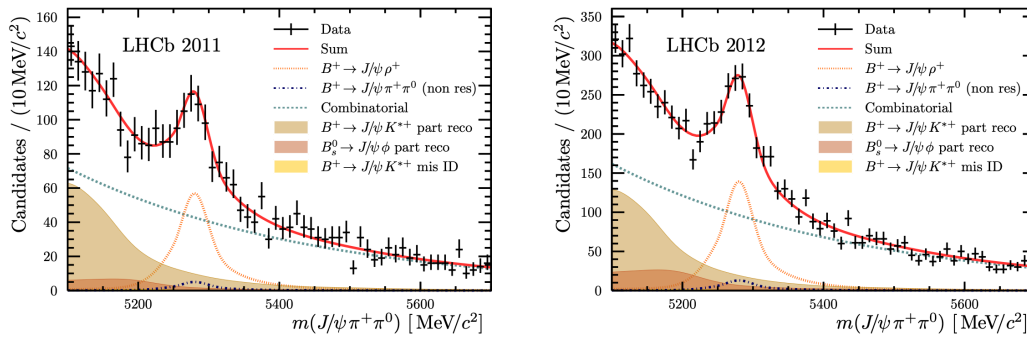 Candidates / (10 MeV/c²)
160
140
120
100
80
60
40
20
0
LHCb 2011
Data
Sum
B⁺ → J/ψ ρ⁺
B⁺ → J/ψ π⁺π⁰ (non res)
Combinatorial
B⁺ → J/ψ K*⁺ part reco
B⁰ₛ → J/ψ ϕ part reco
B⁺ → J/ψ K*⁺ mis ID
5200
5400
5600
m(J/ψ π⁺π⁰) [MeV/c²]
Candidates / (10 MeV/c²)
350
300
250
200
150
100
50
0
LHCb 2012
Data
Sum
B⁺ → J/ψ ρ⁺
B⁺ → J/ψ π⁺π⁰ (non res)
Combinatorial
B⁺ → J/ψ K*⁺ part reco
B⁰ₛ → J/ψ ϕ part reco
B⁺ → J/ψ K*⁺ mis ID
5200
5400
5600
m(J/ψ π⁺π⁰) [MeV/c²]